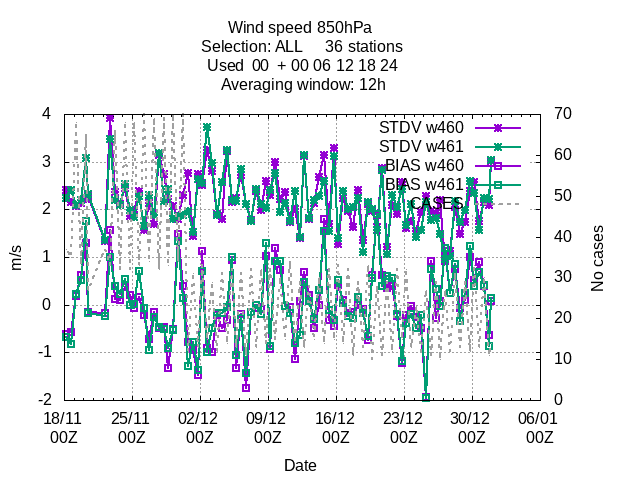 Wind speed 850hPa
Selection: ALL     36 stations
Used  00  + 00 06 12 18 24
Averaging window: 12h
STDV w460
STDV w461
BIAS w460
BIAS w461
CASES
4
3
2
1
0
-1
-2
m/s
70
60
50
40
30
20
10
0
No cases
18/11 25/11 02/12 09/12 16/12 23/12 30/12 06/01
00Z 00Z 00Z 00Z 00Z 00Z 00Z 00Z
Date